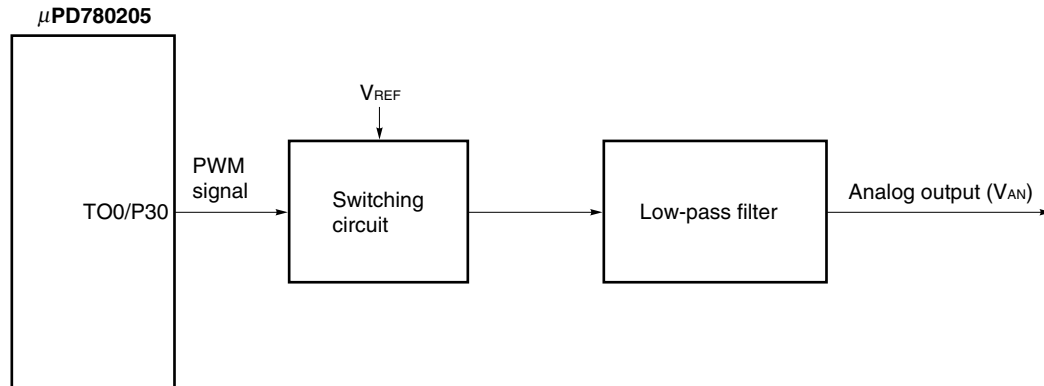 μPD780205
VREF
PWM
signal
TO0/P30
Switching
circuit
Low-pass filter
Analog output (VAN)